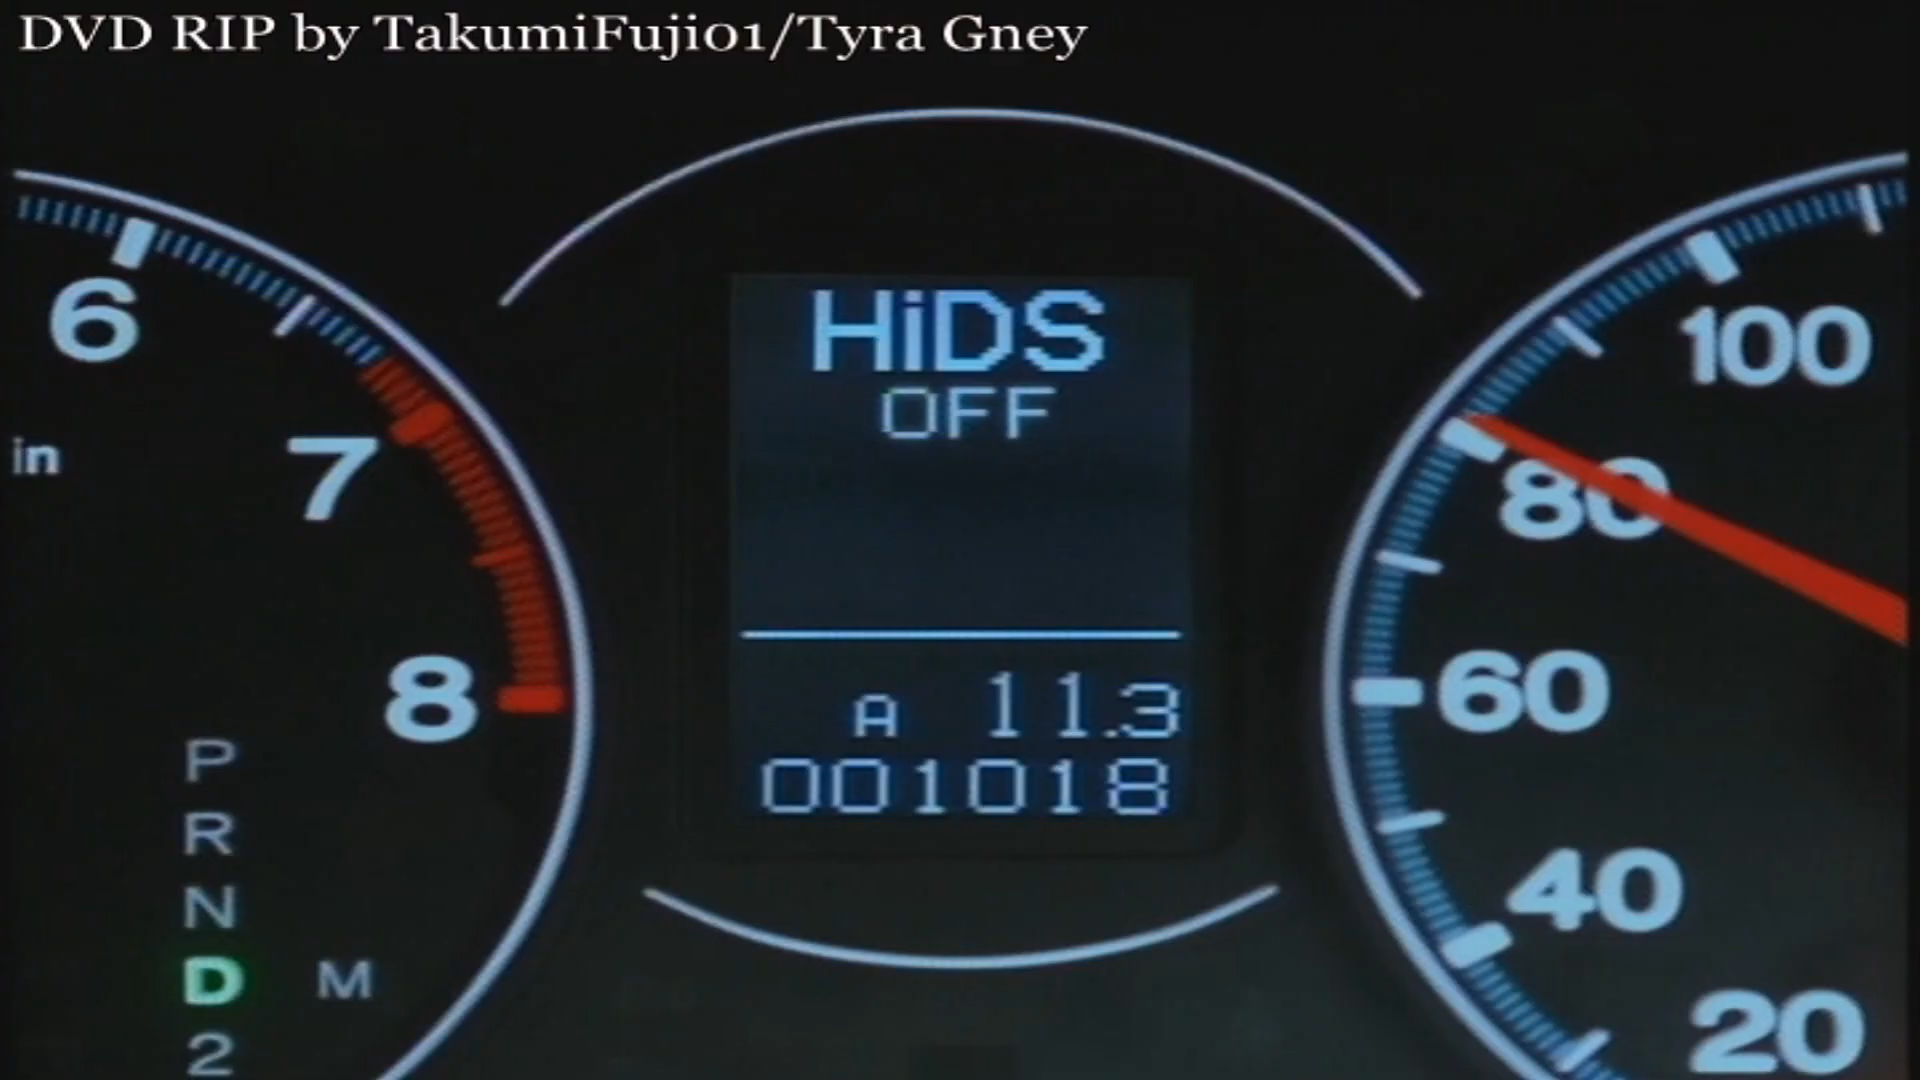 DVD RIP by TakumiFuji01/Tyra Gney
6
in
7
8
P
R
N
D M
2
HiDS
OFF
A 11.3
001018
100
80
60
40
20